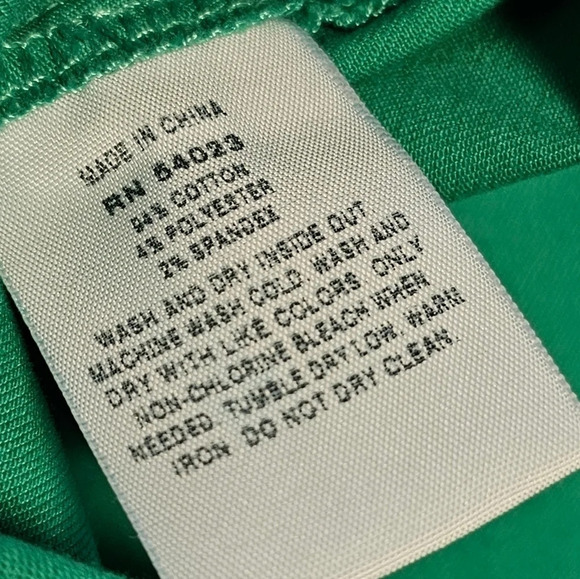 MADE IN CHINA
RN 54023
94% COTTON
4% POLYESTER
2% SPANDEX
WASH AND DRY INSIDE OUT
MACHINE WASH COLD WASH AND
DRY WITH LIKE COLORS ONLY
NON-CHLORINE BLEACH WHEN
NEEDED. TUMBLE DRY LOW. WARM
IRON DO NOT DRY CLEAN.